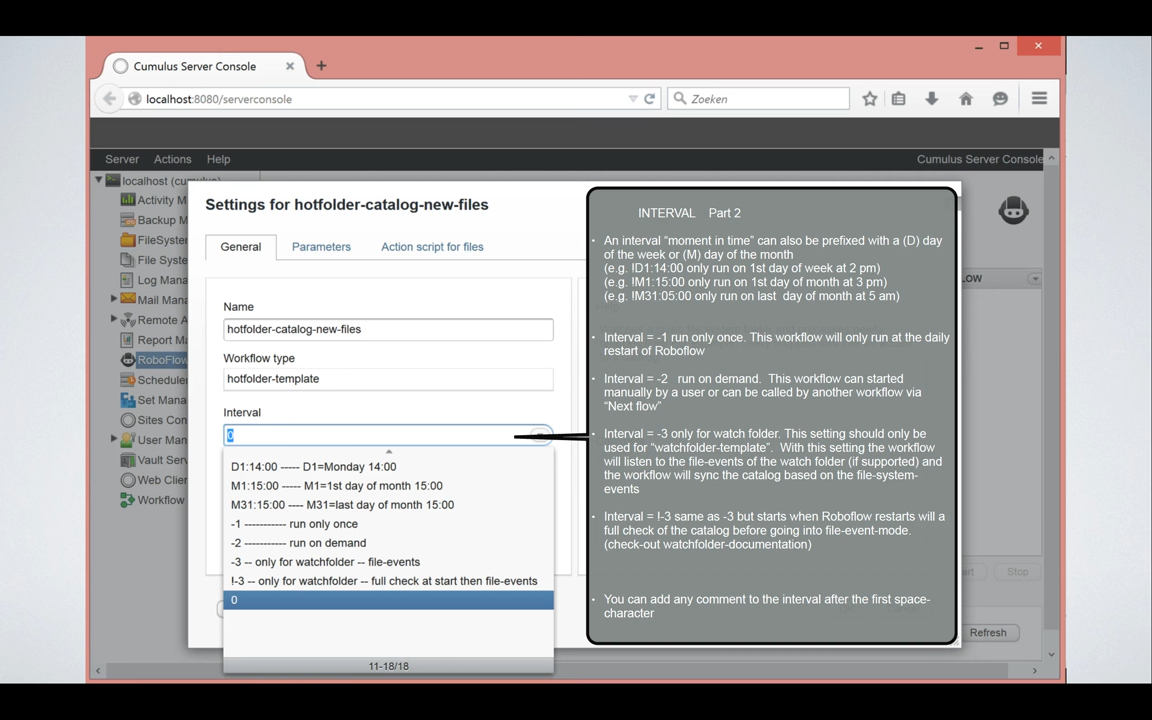 Cumulus Server Console
localhost:8080/serverconsole
Zoeken
Server Actions Help
Cumulus Server Console
localhost (cumulus)
Activity M
Backup M
FileSystem
File Syste
Log Mana
Mail Mana
Remote A
Report Ma
RoboFlow
Scheduler
Set Mana
Sites Con
User Man
Vault Serv
Web Clien
Workflow
Settings for hotfolder-catalog-new-files
General Parameters Action script for files
Name
hotfolder-catalog-new-files
Workflow type
hotfolder-template
Interval
0
D1:14:00 ----- D1=Monday 14:00
M1:15:00 ----- M1=1st day of month 15:00
M31:15:00 ---- M31=last day of month 15:00
-1 ----------- run only once
-2 ----------- run on demand
-3 -- only for watchfolder -- file-events
!-3 -- only for watchfolder -- full check at start then file-events
0
11-18/18
INTERVAL Part 2
• An interval “moment in time” can also be prefixed with a (D) day
of the week or (M) day of the month
(e.g. !D1:14:00 only run on 1st day of week at 2 pm)
(e.g. !M1:15:00 only run on 1st day of month at 3 pm)
(e.g. !M31:05:00 only run on last day of month at 5 am)
• Interval = -1 run only once. This workflow will only run at the daily
restart of Roboflow
• Interval = -2 run on demand. This workflow can started
manually by a user or can be called by another workflow via
“Next flow”
• Interval = -3 only for watch folder. This setting should only be
used for “watchfolder-template”. With this setting the workflow
will listen to the file-events of the watch folder (if supported) and
the workflow will sync the catalog based on the file-system-
events
• Interval = !-3 same as -3 but starts when Roboflow restarts will a
full check of the catalog before going into file-event-mode.
(check-out watchfolder-documentation)
• You can add any comment to the interval after the first space-
character
LOW
Stop
Refresh